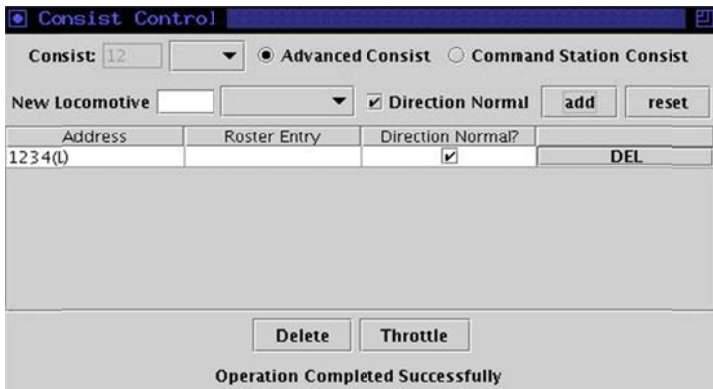 Consist Control
Consist: 12 Advanced Consist Command Station Consist
New Locomotive Direction Normal add reset
Address Roster Entry Direction Normal?
1234(L) DEL
Delete Throttle
Operation Completed Successfully